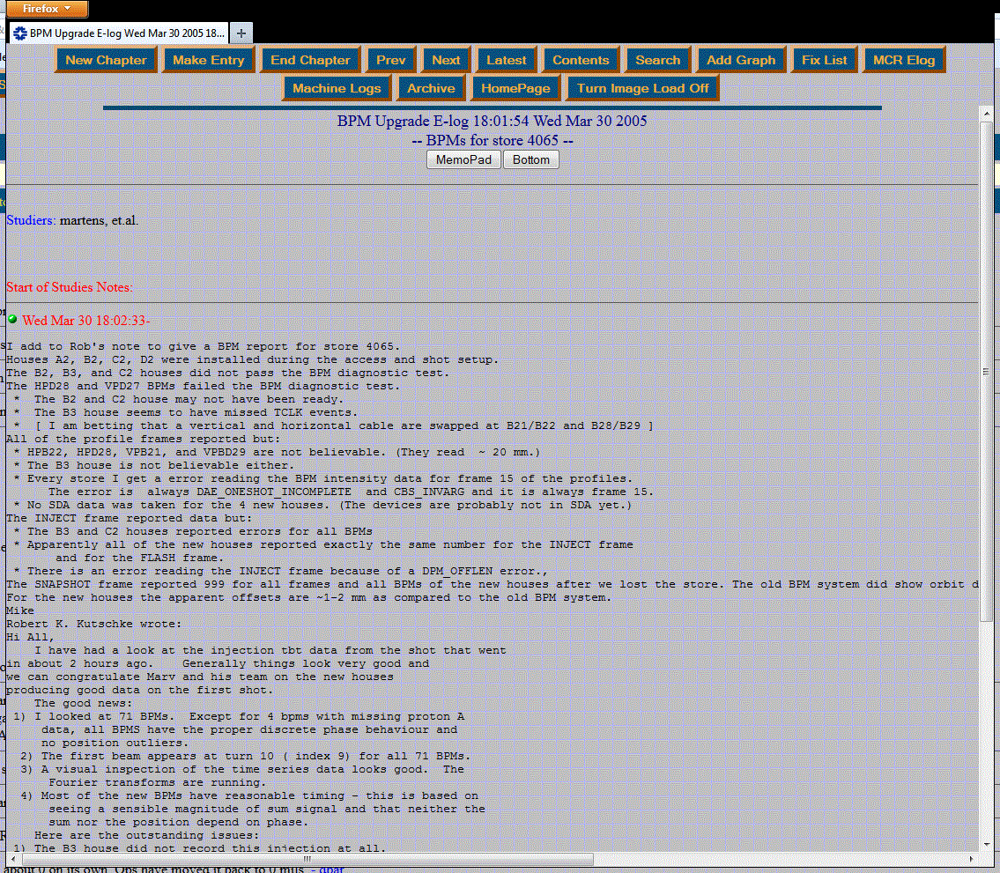 Firefox
BPM Upgrade E-log Wed Mar 30 2005 18...
New Chapter Make Entry End Chapter Prev Next Latest Contents Search Add Graph Fix List MCR Elog
Machine Logs Archive HomePage Turn Image Load Off
BPM Upgrade E-log 18:01:54 Wed Mar 30 2005
-- BPMs for store 4065 --
MemoPad Bottom
Studiers: martens, et.al.
Start of Studies Notes:
Wed Mar 30 18:02:33-
I add to Rob's note to give a BPM report for store 4065.
Houses A2, B2, C2, D2 were installed during the access and shot setup.
The B2, B3, and C2 houses did not pass the BPM diagnostic test.
The HPD28 and VPD27 BPMs failed the BPM diagnostic test.
* The B2 and C2 house may not have been ready.
* The B3 house seems to have missed TCLK events.
* [ I am betting that a vertical and horizontal cable are swapped at B21/B22 and B28/B29 ]
All of the profile frames reported but:
* HPB22, HPD28, VPB21, and VPBD29 are not believable. (They read ~ 20 mm.)
* The B3 house is not believable either.
* Every store I get a error reading the BPM intensity data for frame 15 of the profiles.
The error is always DAE_ONESHOT_INCOMPLETE and CBS_INVARG and it is always frame 15.
* No SDA data was taken for the 4 new houses. (The devices are probably not in SDA yet.)
The INJECT frame reported data but:
* The B3 and C2 houses reported errors for all BPMs
* Apparently all of the new houses reported exactly the same number for the INJECT frame
and for the FLASH frame.
* There is an error reading the INJECT frame because of a DPM_OFFLEN error.,
The SNAPSHOT frame reported 999 for all frames and all BPMs of the new houses after we lost the store. The old BPM system did show orbit d
For the new houses the apparent offsets are ~1-2 mm as compared to the old BPM system.
Mike
Robert K. Kutschke wrote:
Hi All,
I have had a look at the injection tbt data from the shot that went
in about 2 hours ago. Generally things look very good and
we can congratulate Marv and his team on the new houses
producing good data on the first shot.
The good news:
1) I looked at 71 BPMs. Except for 4 bpms with missing proton A
data, all BPMS have the proper discrete phase behaviour and
no position outliers.
2) The first beam appears at turn 10 ( index 9) for all 71 BPMs.
3) A visual inspection of the time series data looks good. The
Fourier transforms are running.
4) Most of the new BPMs have reasonable timing - this is based on
seeing a sensible magnitude of sum signal and that neither the
sum nor the position depend on phase.
Here are the outstanding issues:
1) The B3 house did not record this injection at all.
about 0 on its own. Ops have moved it back to 0 mils. - dbar